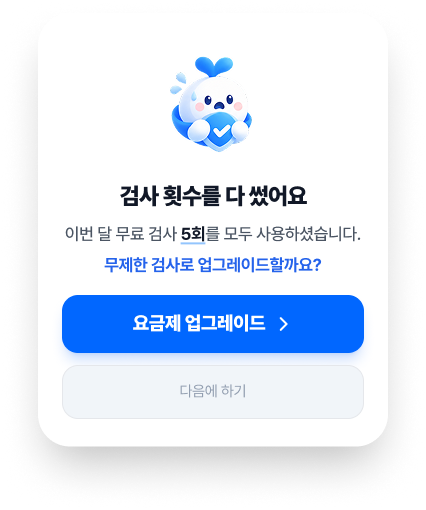 검사 횟수를 다 썼어요
이번 달 무료 검사 5회를 모두 사용하셨습니다.
무제한 검사로 업그레이드할까요?
요금제 업그레이드
다음에 하기